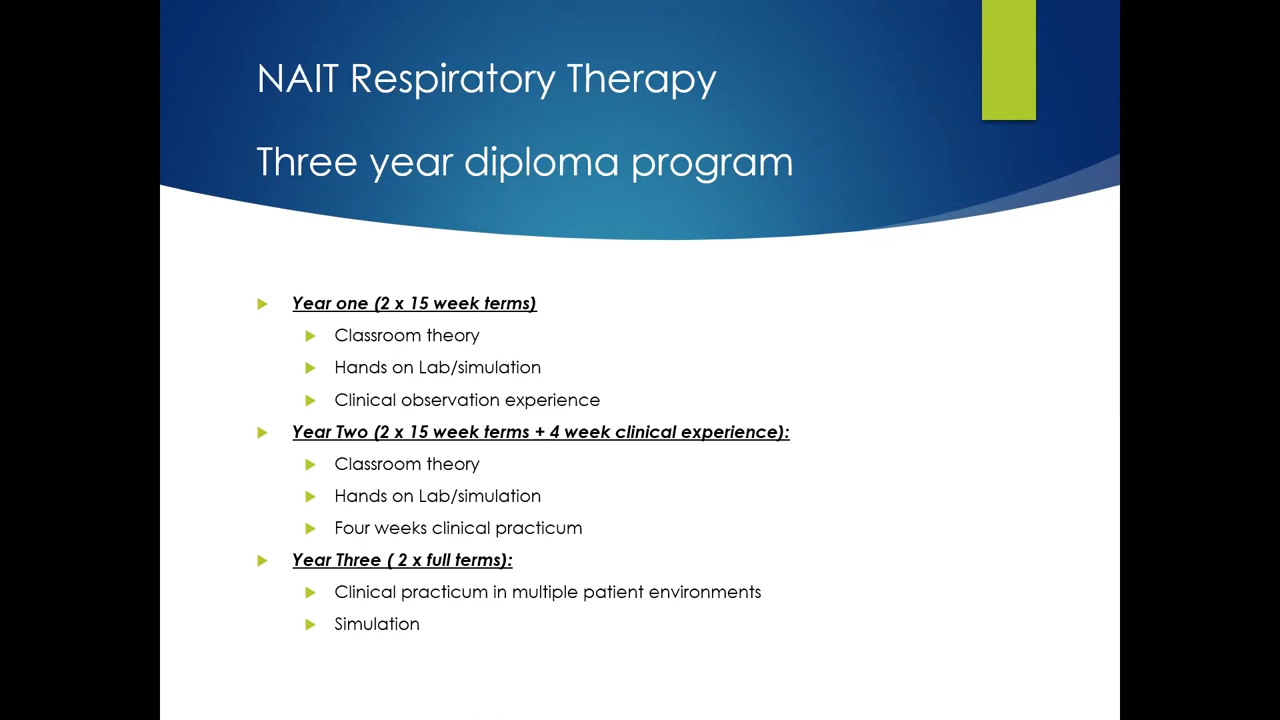 NAIT Respiratory Therapy
Three year diploma program
Year one (2 x 15 week terms)
Classroom theory
Hands on Lab/simulation
Clinical observation experience
Year Two (2 x 15 week terms + 4 week clinical experience):
Classroom theory
Hands on Lab/simulation
Four weeks clinical practicum
Year Three ( 2 x full terms):
Clinical practicum in multiple patient environments
Simulation